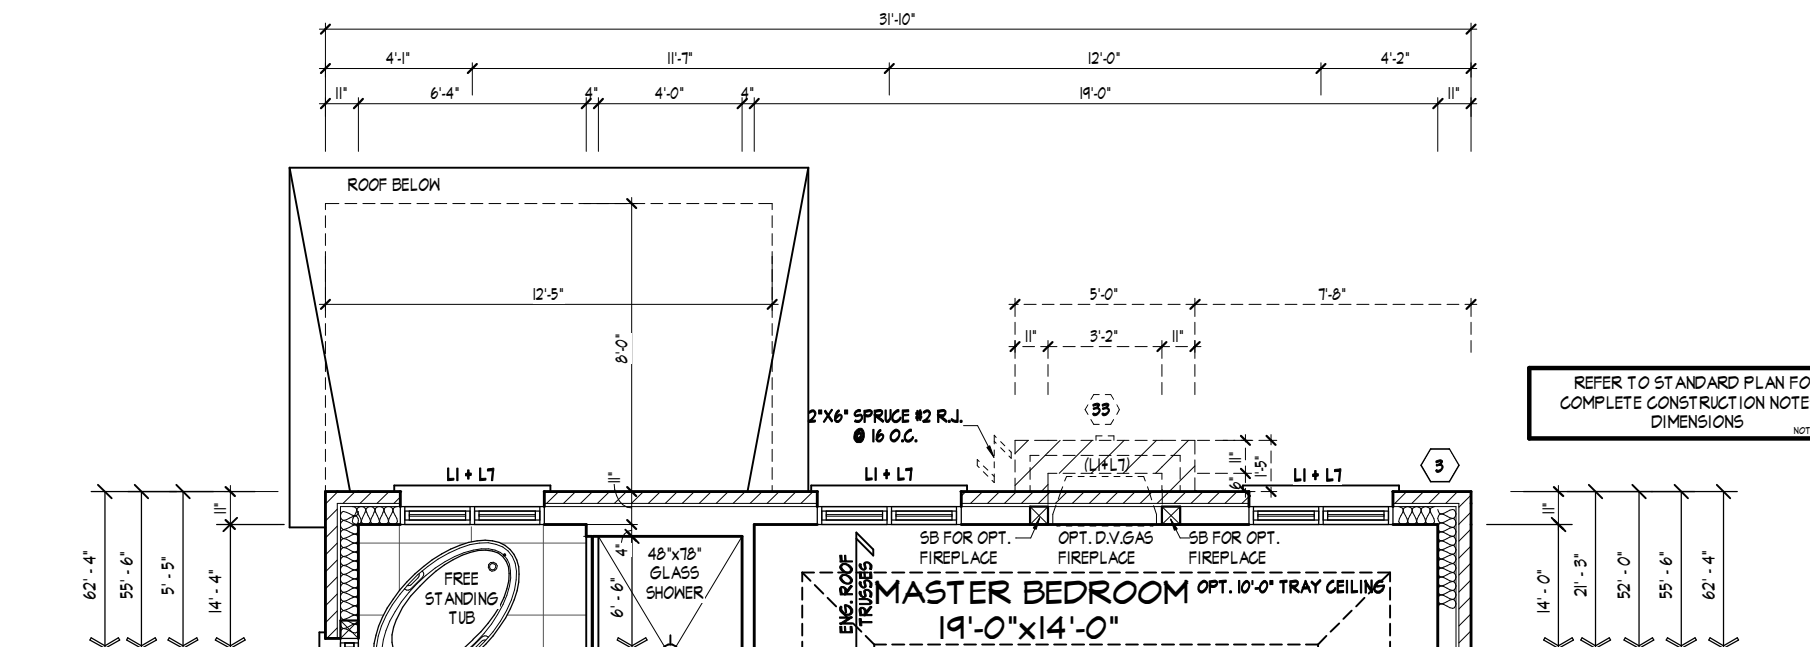 31'-10"
4'-1"
11'-7"
12'-0"
4'-2"
11"
6'-4"
4"
4'-0"
4"
19'-0"
11"
ROOF BELOW
12'-5"
8'-0"
5'-0"
7'-8"
11"
3'-2"
11"
REFER TO STANDARD PLAN FO
COMPLETE CONSTRUCTION NOTE
DIMENSIONS
NOT
2"X6" SPRUCE #2 R.J.
@ 16 O.C.
33
(L1+L7)
11"
6"
1'-5"
3
L1 + L7
L1 + L7
L1 + L7
11"
11"
11"
62' - 4"
55' - 6"
5' - 5"
14' - 4"
4"
6' - 6"
FREE
STANDING
TUB
48"x78"
GLASS
SHOWER
SB FOR OPT.
FIREPLACE
OPT. D.V.GAS
FIREPLACE
SB FOR OPT.
FIREPLACE
ENG. ROOF
TRUSSES
MASTER BEDROOM
19'-0"x14'-0"
OPT. 10'-0" TRAY CEILING
14' - 0"
21' - 3"
52' - 0"
55' - 6"
62' - 4"